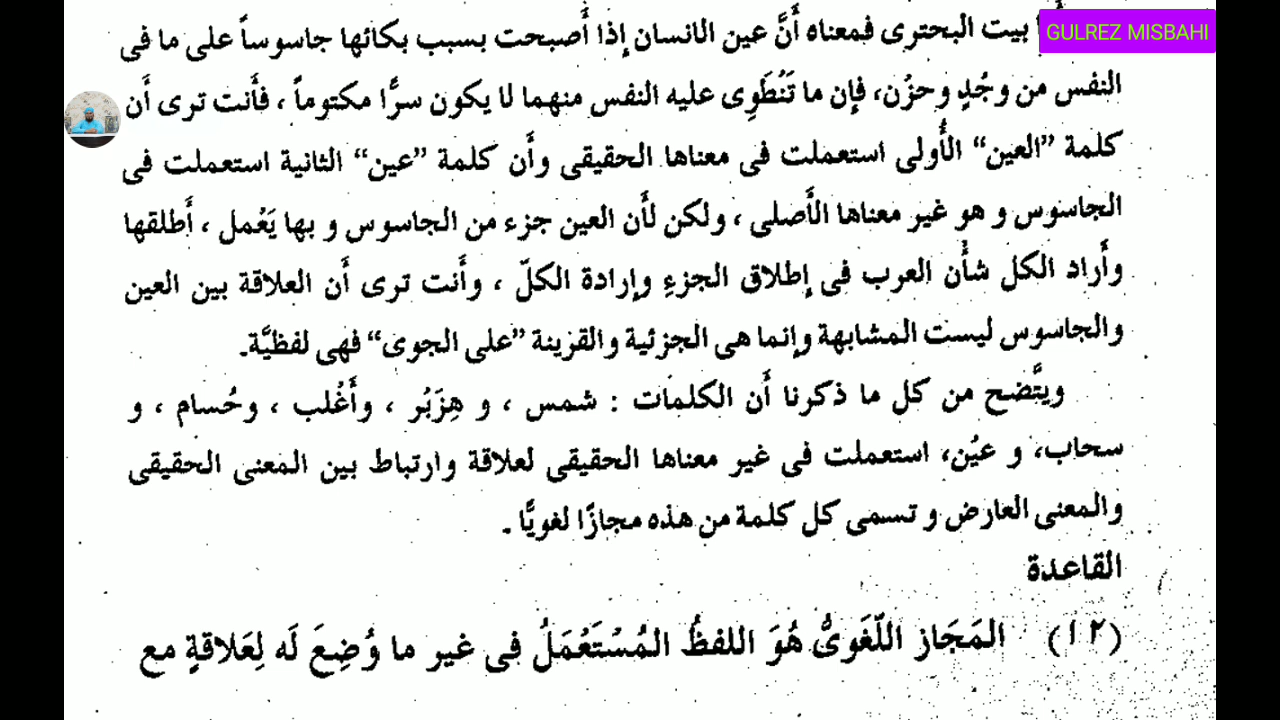 GULREZ MISBAHI
بيت البحترى فمعناه أَنَّ عين الانسان إذا أَصبحت بسبب بكائها جاسوساً على ما فى
النفس من وجْدٍ وحزْن، فإن ما تَنْطَوِى عليه النفس منهما لا يكون سرًّا مكتوماً ، فأَنت ترى أَن
كلمة ”العين“ الأُولى استعملت فى معناها الحقيقى وأَن كلمة ”عين“ الثانية استعملت فى
الجاسوس و هو غير معناها الأَصلى ، ولكن لأَن العين جزء من الجاسوس و بها يَعْمل ، أَطلقها
وأَراد الكل شأْن العرب فى إطلاق الجزءِ وإرادة الكلّ ، وأَنت ترى أَن العلاقة بين العين
والجاسوس ليست المشابهة وإنما هى الجزئية والقزينة ”على الجوى“ فهى لفظيَّة.
ويتَّضح من كل ما ذكرنا أَن الكلمات : شمس ، و هِزَبْر ، وأَغْلب ، وحُسام ، و
سحاب، و عيْن، استعملت فى غير معناها الحقيقى لعلاقة وارتباط بين المعنى الحقيقى
والمعنى العارض و تسمى كل كلمة من هذه مجازًا لغويًّا .
القاعدة
(١٢) المَجَاز اللّغَوىُّ هُوَ اللفظُ المُسْتَعْمَلُ فى غير ما وُضِعَ لَه لِعَلاقةٍ مع